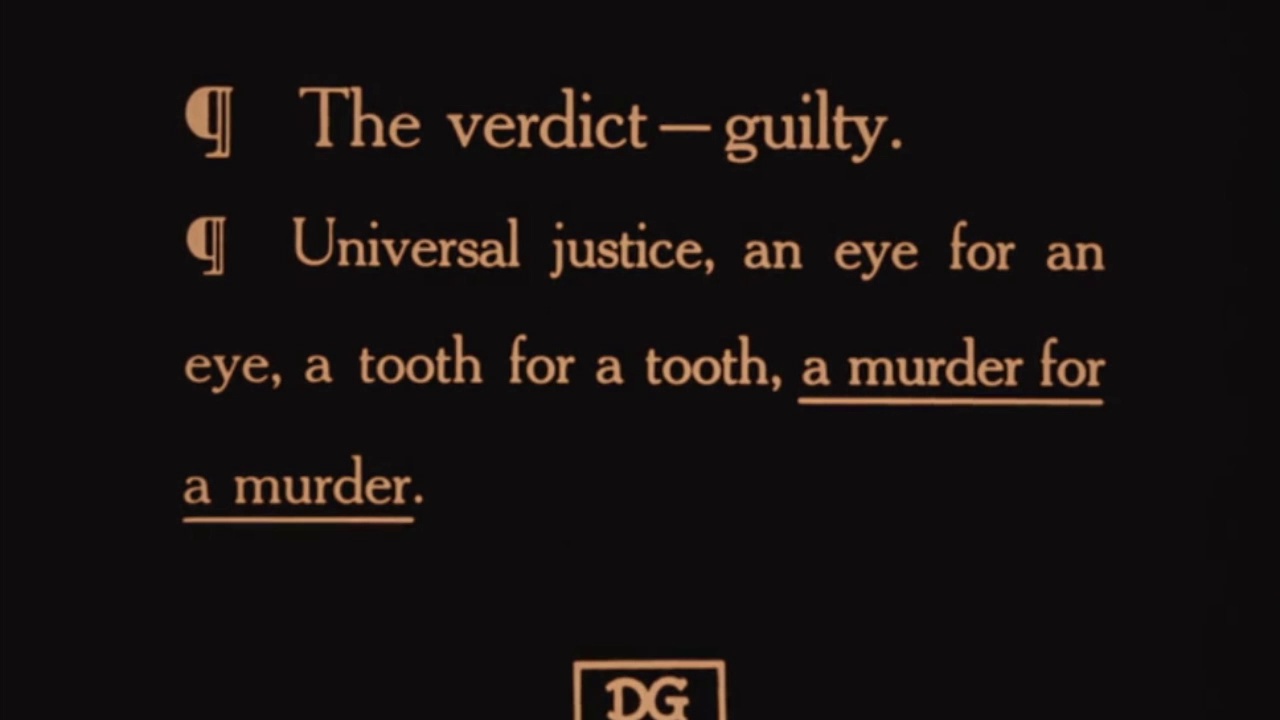 ¶ The verdict — guilty.
¶ Universal justice, an eye for an
eye, a tooth for a tooth, a murder for
a murder.
DG